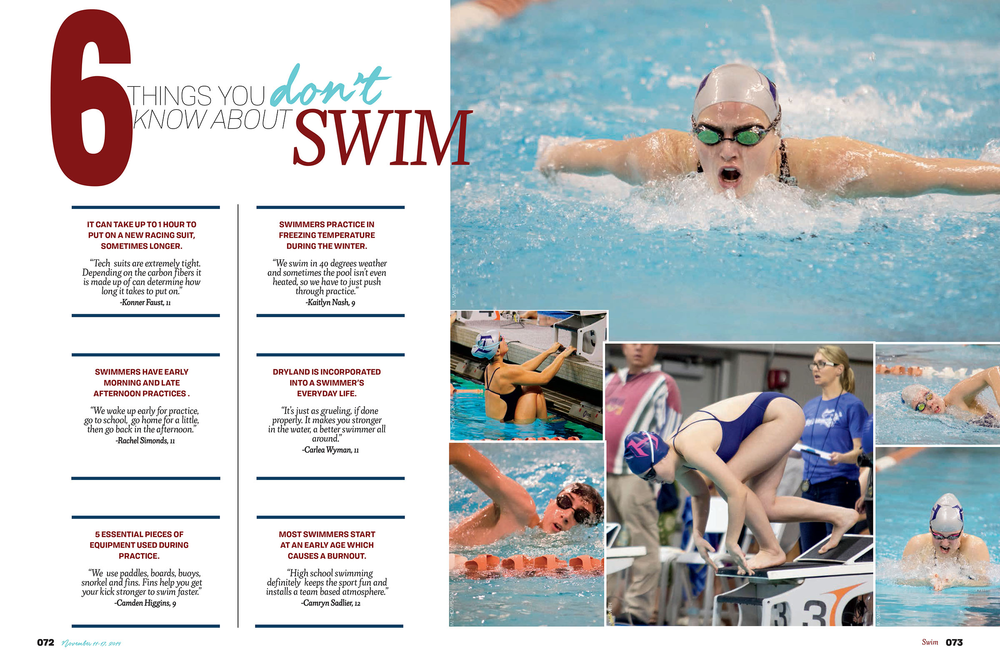 6
THINGS YOU don't
KNOW ABOUT SWIM
IT CAN TAKE UP TO 1 HOUR TO
PUT ON A NEW RACING SUIT,
SOMETIMES LONGER.
“Tech suits are extremely tight.
Depending on the carbon fibers it
is made up of can determine how
long it takes to put on.”
-Konner Faust, 11
SWIMMERS HAVE EARLY
MORNING AND LATE
AFTERNOON PRACTICES .
“We wake up early for practice,
go to school, go home for a little,
then go back in the afternoon.”
-Rachel Simonds, 11
5 ESSENTIAL PIECES OF
EQUIPMENT USED DURING
PRACTICE.
“We use paddles, boards, buoys,
snorkel and fins. Fins help you get
your kick stronger to swim faster.”
-Camden Higgins, 9
SWIMMERS PRACTICE IN
FREEZING TEMPERATURE
DURING THE WINTER.
“We swim in 40 degrees weather
and sometimes the pool isn’t even
heated, so we have to just push
through practice.”
-Kaitlyn Nash, 9
DRYLAND IS INCORPORATED
INTO A SWIMMER’S
EVERYDAY LIFE.
“It’s just as grueling, if done
properly. It makes you stronger
in the water, a better swimmer all
around.”
-Carlea Wyman, 11
MOST SWIMMERS START
AT AN EARLY AGE WHICH
CAUSES A BURNOUT.
“High school swimming
definitely keeps the sport fun and
installs a team based atmosphere.”
-Camryn Sadlier, 12
M. SMITH
M. THOMPSON
M. THOMPSON
M. SMITH
3 3
M. Smith
M. SMITH
072 November 11-17, 2019
Swim 073